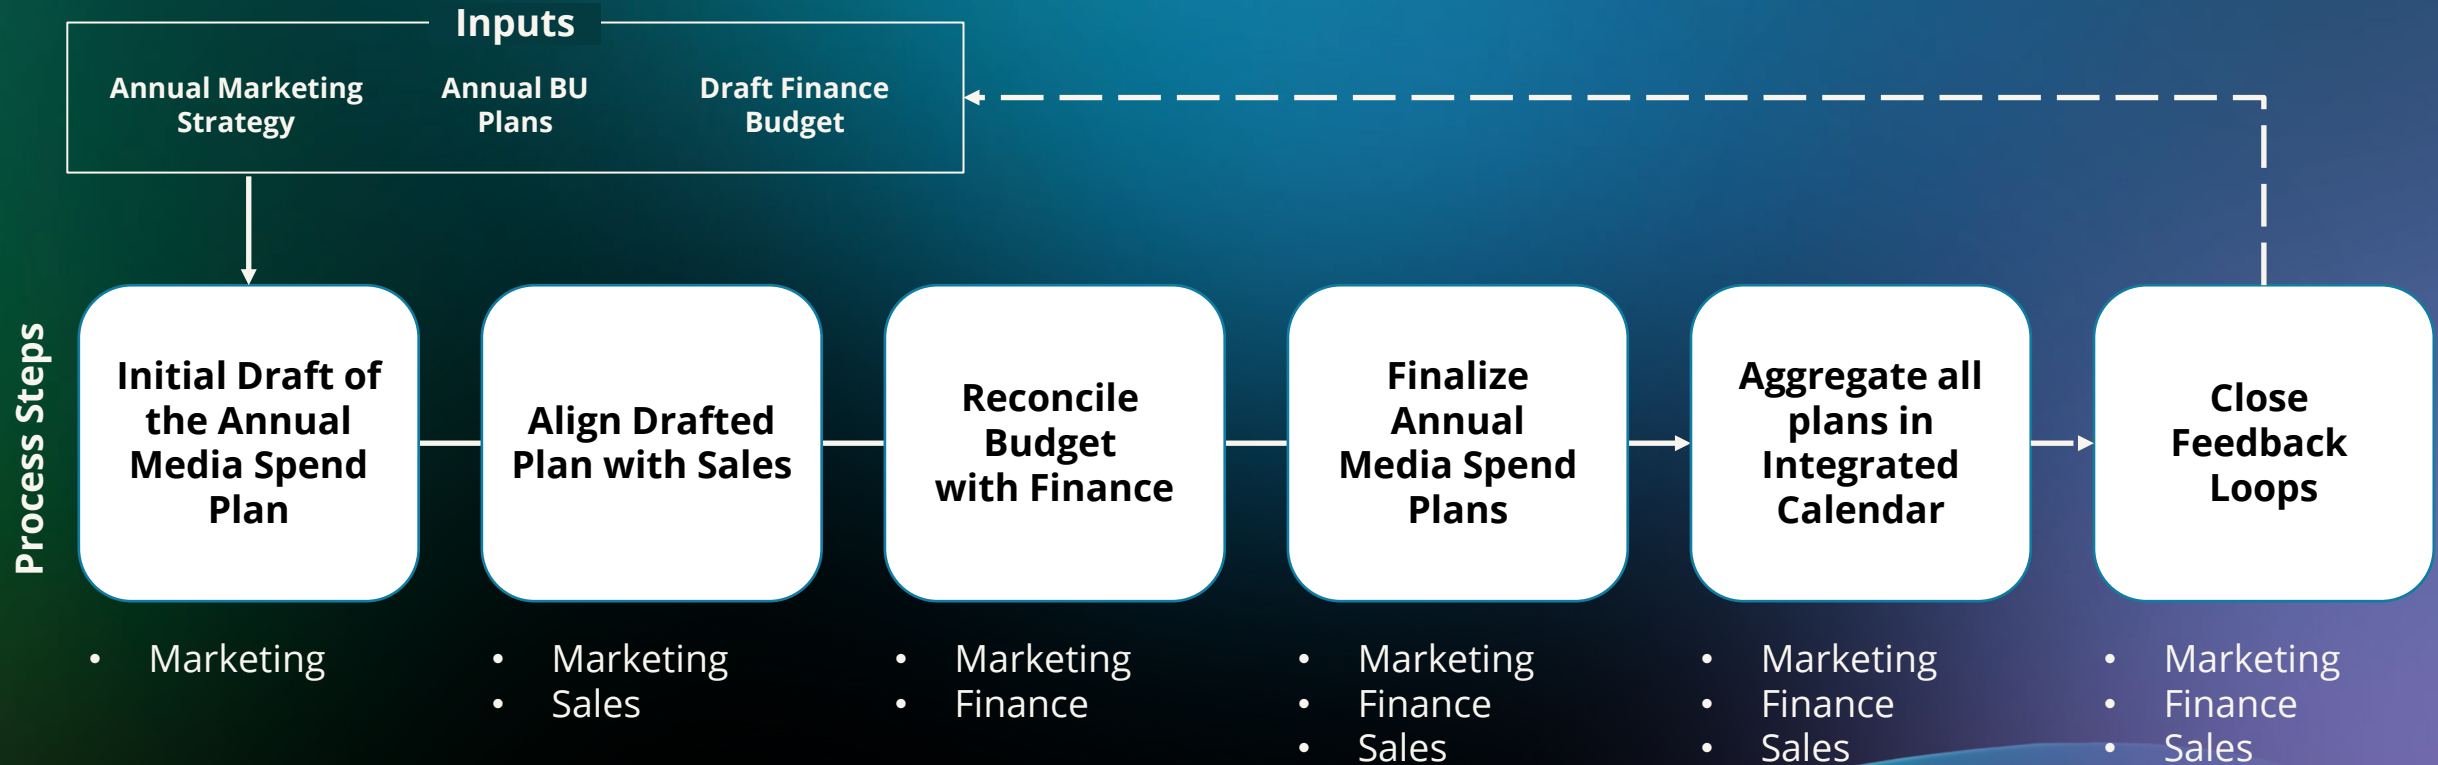 Inputs
Annual Marketing
Strategy
Annual BU
Plans
Draft Finance
Budget
Process Steps
Initial Draft of
the Annual
Media Spend
Plan
Align Drafted
Plan with Sales
Reconcile
Budget
with Finance
Finalize
Annual
Media Spend
Plans
Aggregate all
plans in
Integrated
Calendar
Close
Feedback
Loops
• Marketing
• Marketing
• Sales
• Marketing
• Finance
• Marketing
• Finance
• Sales
• Marketing
• Finance
• Sales
• Marketing
• Finance
• Sales